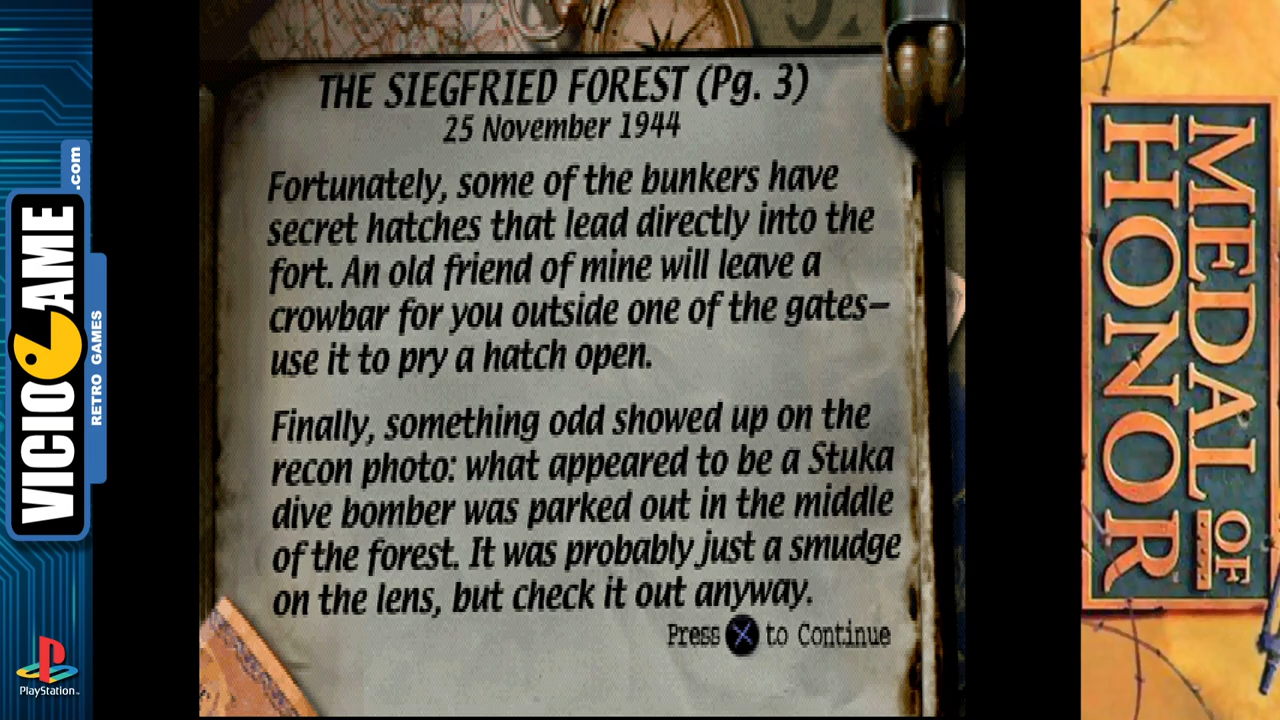 THE SIEGFRIED FOREST (Pg. 3)
25 November 1944
Fortunately, some of the bunkers have
secret hatches that lead directly into the
fort. An old friend of mine will leave a
crowbar for you outside one of the gates–
use it to pry a hatch open.
Finally, something odd showed up on the
recon photo: what appeared to be a Stuka
dive bomber was parked out in the middle
of the forest. It was probably just a smudge
on the lens, but check it out anyway.
Press X to Continue
VICIOGAME.com
RETRO GAMES
PlayStation
MEDAL OF
HONOR